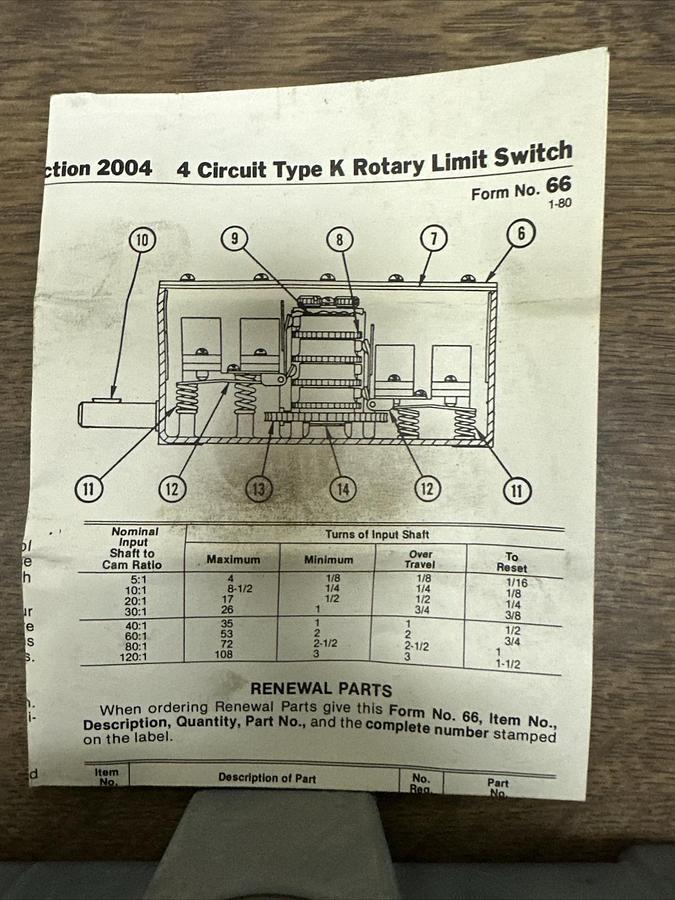 ction 2004 4 Circuit Type K Rotary Limit Switch
Form No. 66
1-80
10 9 8 7 6
11 12 13 14 12 11
Nominal Input Shaft to Cam Ratio Turns of Input Shaft
Maximum Minimum Over Travel To Reset
5:1 4 1/8 1/8 1/16
10:1 8-1/2 1/4 1/4 1/8
20:1 17 1/2 1/2 1/4
30:1 26 1 3/4 3/8
40:1 35 1 1 1/2
60:1 53 2 2 3/4
80:1 72 2-1/2 2-1/2 1
120:1 108 3 3 1-1/2
RENEWAL PARTS
When ordering Renewal Parts give this Form No. 66, Item No.,
Description, Quantity, Part No., and the complete number stamped
on the label.
Item No. Description of Part No. Req. Part No.